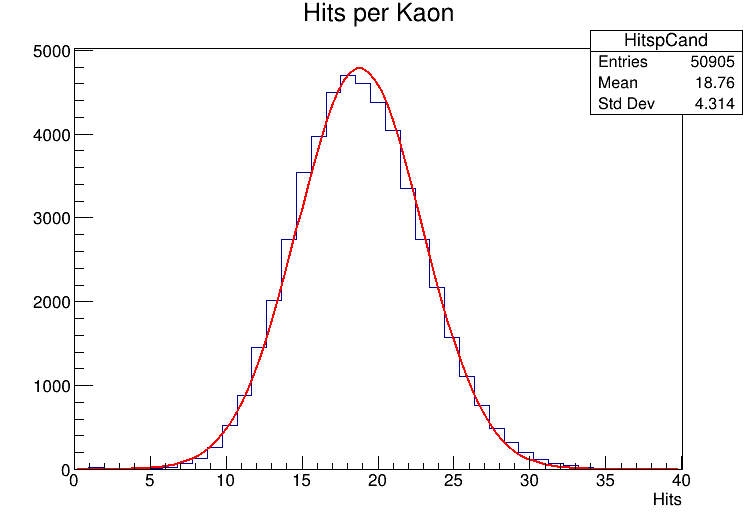 Hits per Kaon
HitspCand
Entries 50905
Mean 18.76
Std Dev 4.314
5000
4000
3000
2000
1000
0
0 5 10 15 20 25 30 35 40
Hits